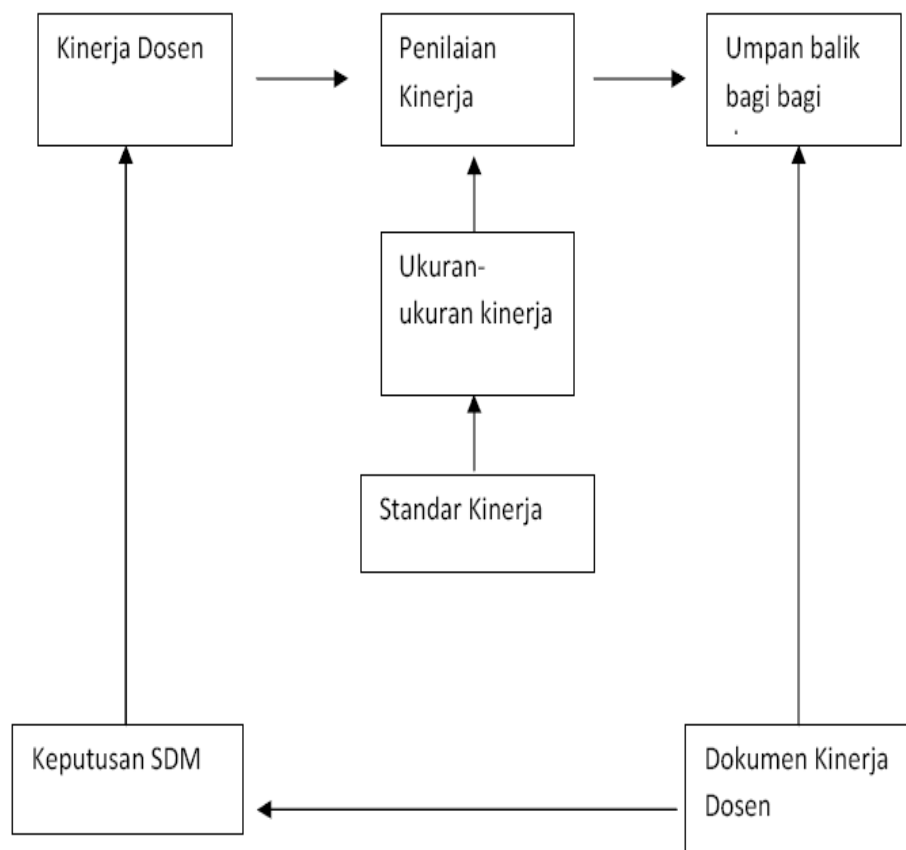 Kinerja Dosen
Penilaian
Kinerja
Umpan balik
bagi bagi
Ukuran-
ukuran kinerja
Standar Kinerja
Keputusan SDM
Dokumen Kinerja
Dosen